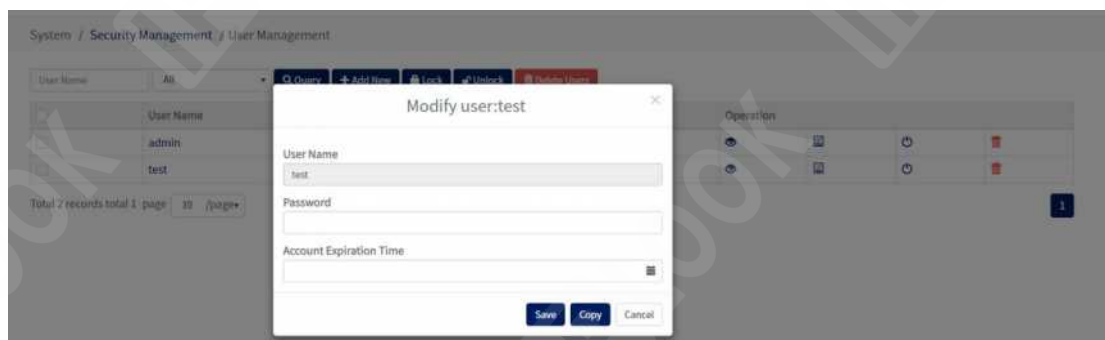 System / Security Management / User Management
User Name All Query Add New Lock Unlock Delete Users
Modify user:test
User Name Operation
admin
test
User Name
test
Password
Account Expiration Time
Total 2 records total 1 page 10 /page
1
Save Copy Cancel